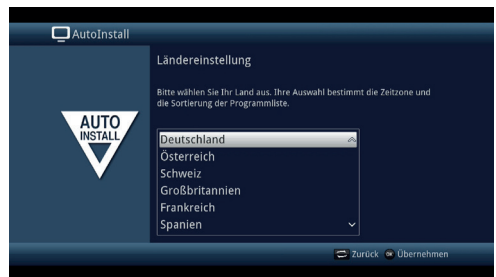 AutoInstall
Ländereinstellung
Bitte wählen Sie Ihr Land aus. Ihre Auswahl bestimmt die Zeitzone und
die Sortierung der Programmliste.
AUTO
INSTALL
Deutschland
Österreich
Schweiz
Großbritannien
Frankreich
Spanien
Zurück OK Übernehmen